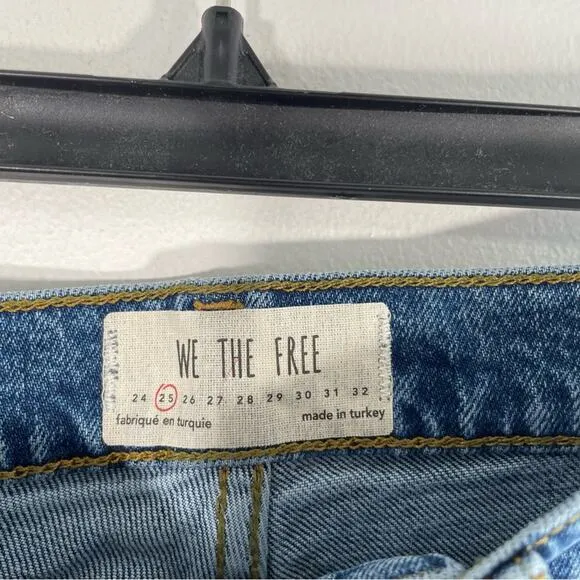 WE THE FREE
24 25 26 27 28 29 30 31 32
fabriqué en turquie made in turkey